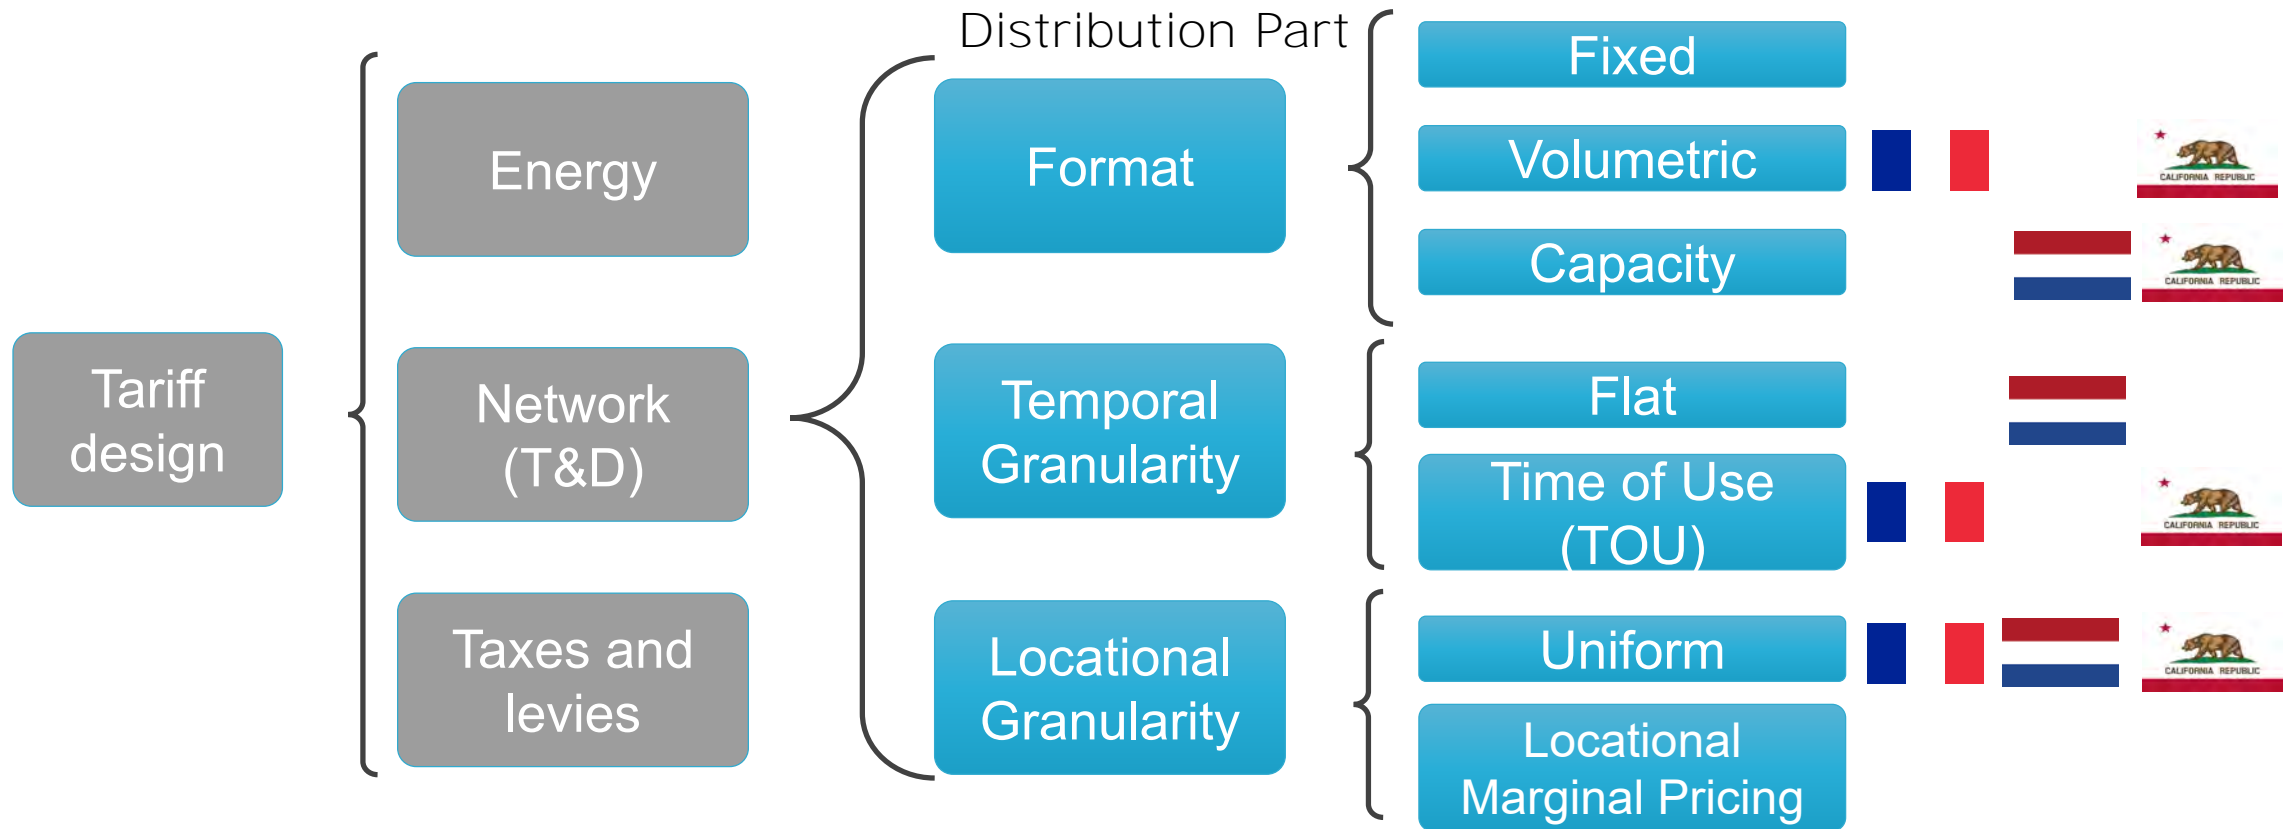 Distribution Part
Tariff
design
Energy
Network
(T&D)
Taxes and
levies
Format
Temporal
Granularity
Locational
Granularity
Fixed
Volumetric
CALIFORNIA REPUBLIC
Capacity
CALIFORNIA REPUBLIC
Flat
Time of Use
(TOU)
CALIFORNIA REPUBLIC
Uniform
CALIFORNIA REPUBLIC
Locational
Marginal Pricing